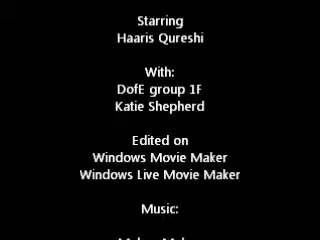 Starring
Haaris Qureshi
With:
DofE group 1F
Katie Shepherd
Edited on
Windows Movie Maker
Windows Live Movie Maker
Music: